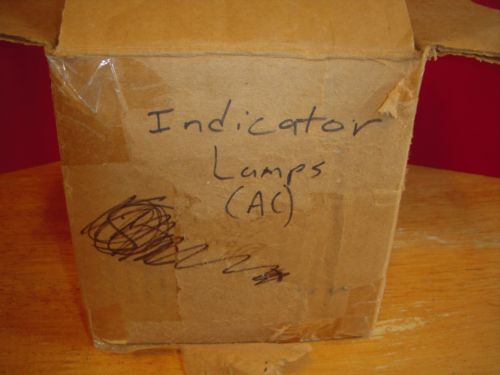 Indicator
Lamps
(AC)